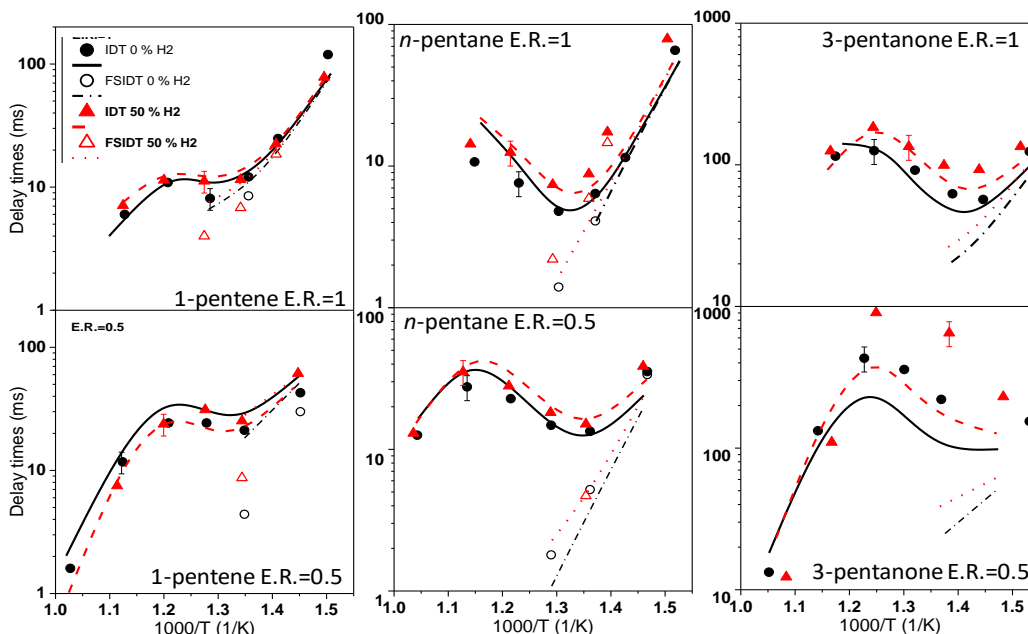 100
10
1
Delay times (ms)
IDT 0 % H2
FSIDT 0 % H2
IDT 50 % H2
FSIDT 50 % H2
1-pentene E.R.=1
100
10
1
n-pentane E.R.=1
1000
100
10
3-pentanone E.R.=1
100
10
1
Delay times (ms)
E.R.=0.5
1-pentene E.R.=0.5
1.0 1.1 1.2 1.3 1.4 1.5
1000/T (1/K)
100
10
1
n-pentane E.R.=0.5
1.0 1.1 1.2 1.3 1.4 1.5
1000/T (1/K)
1000
100
10
3-pentanone E.R.=0.5
1.0 1.1 1.2 1.3 1.4 1.5
1000/T (1/K)